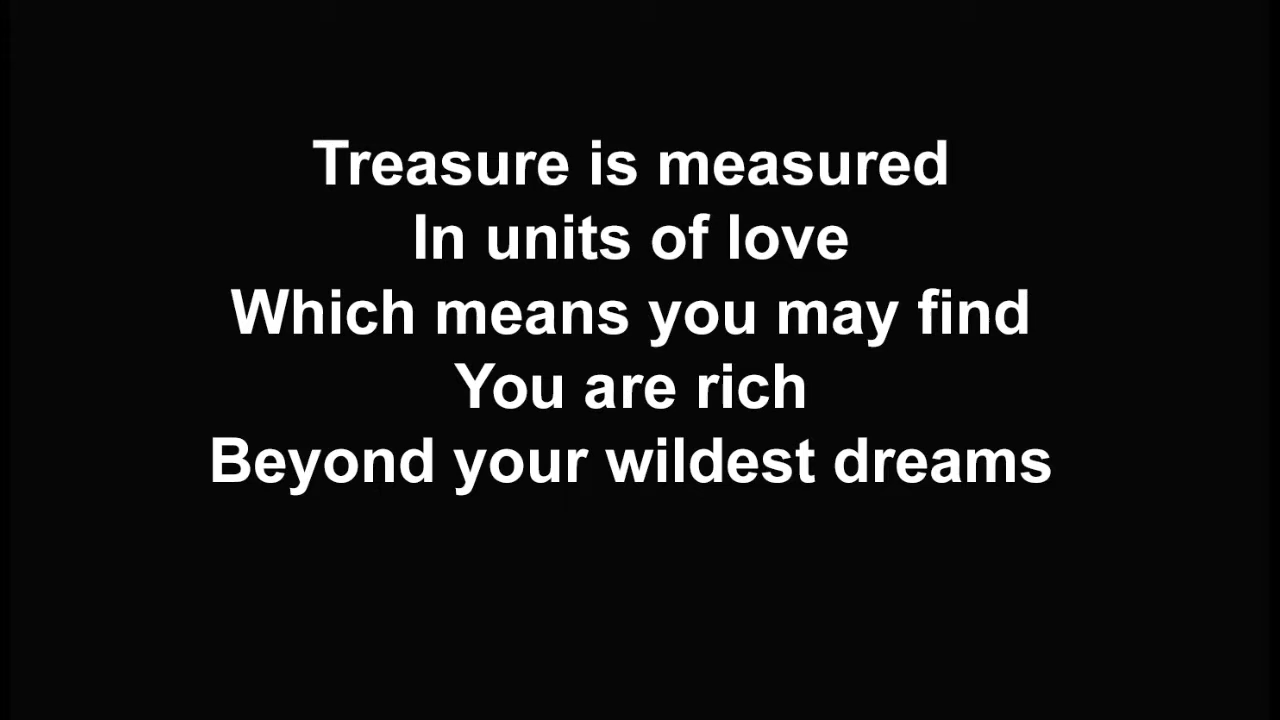 Treasure is measured
In units of love
Which means you may find
You are rich
Beyond your wildest dreams